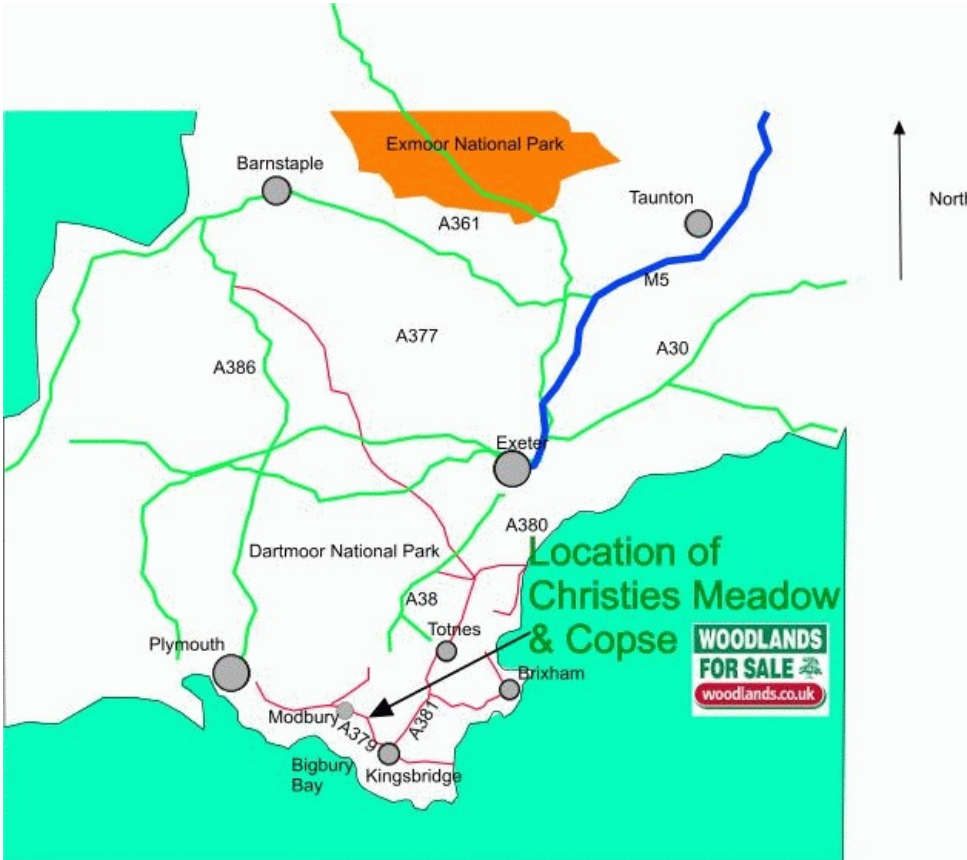 Exmoor National Park
Barnstaple
Taunton
North
A361
M5
A377
A30
A386
Exeter
A380
Dartmoor National Park
Location of
Christies Meadow
& Copse
A38
Totnes
Plymouth
WOODLANDS
FOR SALE
woodlands.co.uk
Brixham
Modbury
A379
A381
Bigbury
Bay
Kingsbridge